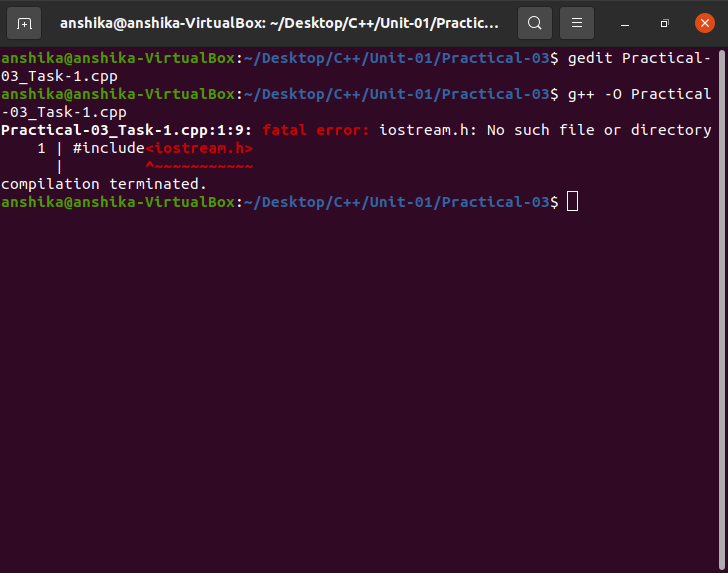 anshika@anshika-VirtualBox: ~/Desktop/C++/Unit-01/Practic...
anshika@anshika-VirtualBox:~/Desktop/C++/Unit-01/Practical-03$ gedit Practical-
03_Task-1.cpp
anshika@anshika-VirtualBox:~/Desktop/C++/Unit-01/Practical-03$ g++ -O Practical
-03_Task-1.cpp
Practical-03_Task-1.cpp:1:9: fatal error: iostream.h: No such file or directory
    1 | #include<iostream.h>
      |         ^~~~~~~~~~~~
compilation terminated.
anshika@anshika-VirtualBox:~/Desktop/C++/Unit-01/Practical-03$